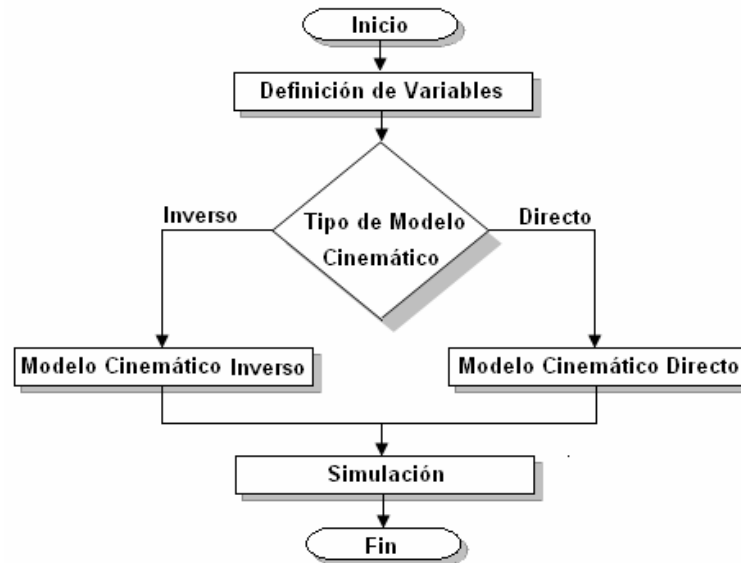 Inicio
Definición de Variables
Inverso
Directo
Tipo de Modelo
Cinemático
Modelo Cinemático Inverso
Modelo Cinemático Directo
Simulación
Fin